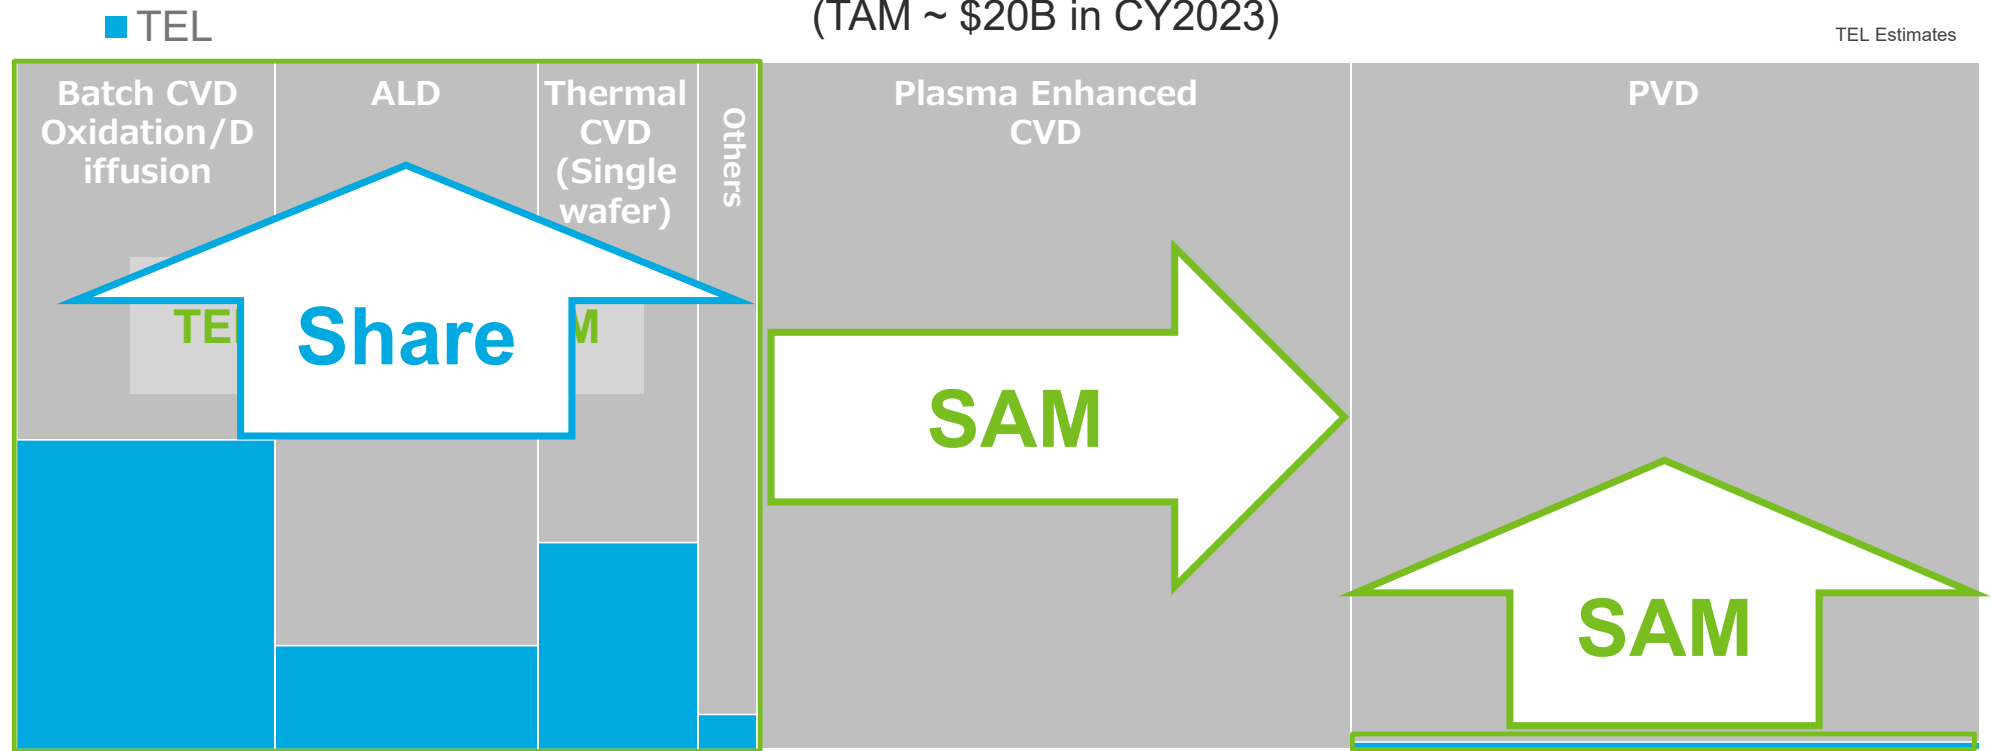 TEL
(TAM ~ $20B in CY2023)
TEL Estimates
Batch CVD
Oxidation/D
iffusion
ALD
Thermal
CVD
(Single
wafer)
Others
Plasma Enhanced
CVD
PVD
Share
SAM
SAM